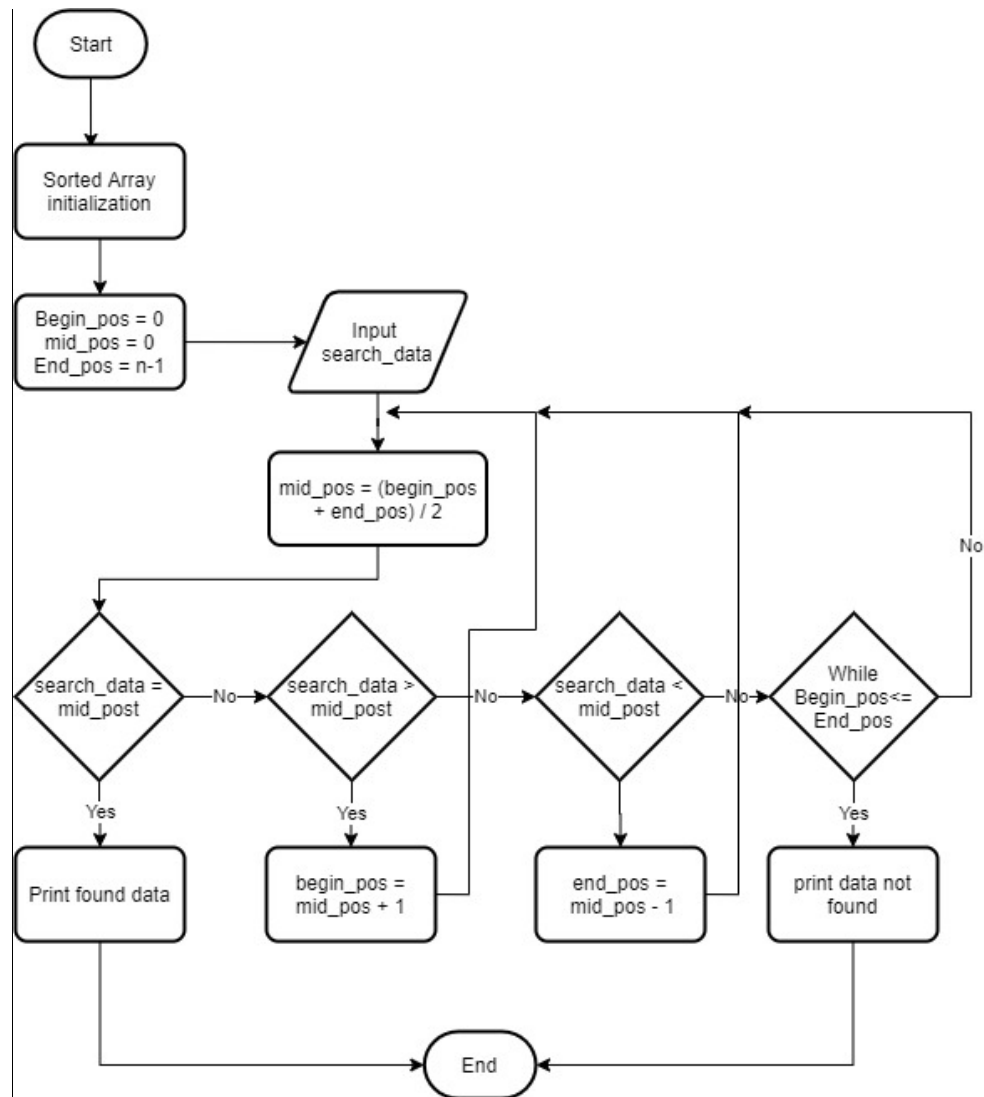 Start
Sorted Array
initialization
Begin_pos = 0
mid_pos = 0
End_pos = n-1
Input
search_data
mid_pos = (begin_pos
+ end_pos) / 2
No
search_data =
mid_post
No
search_data >
mid_post
No
search_data <
mid_post
No
While
Begin_pos<=
End_pos
Yes
Yes
Yes
Print found data
begin_pos =
mid_pos + 1
end_pos =
mid_pos - 1
print data not
found
End